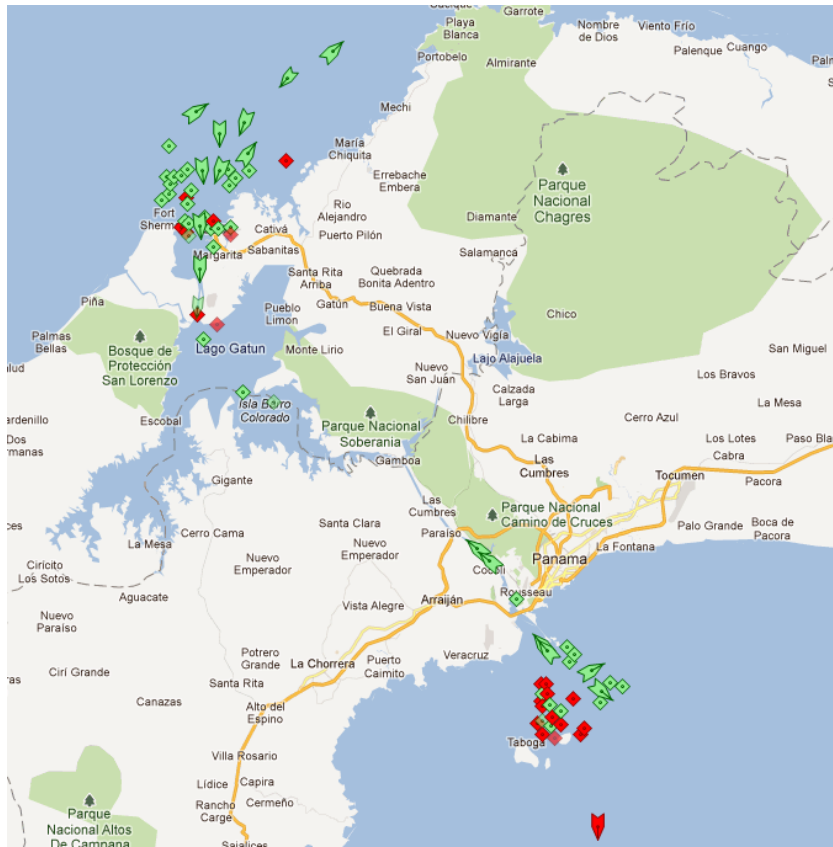 Garrote
Playa
Blanca
Nombre
de Dios
Viento Frío
Portobelo
Almirante
Palenque
Cuango
Mechi
María
Chiquita
Errebache
Embera
Parque
Nacional
Chagres
Fort
Sherm
Rio
Alejandro
Diamante
Cativá
Puerto Pilón
Margarita
Sabanitas
Salamanca
Santa Rita
Arriba
Quebrada
Bonita Adentro
Piña
Gatún
Buena Vista
Pueblo
Limon
Chico
El Giral
Nuevo Vigía
Palmas
Bellas
Bosque de
Protección
San Lorenzo
Lago Gatun
Monte Lirio
Lajo Alajuela
San Miguel
Nuevo
San Juán
Los Bravos
Calzada
Larga
Isla Barro
Colorado
La Mesa
Escobal
Parque Nacional
Soberania
Chilibre
Cerro Azul
La Cabima
Los Lotes
Paso Bla
Gamboa
Las
Cumbres
Cabra
Gigante
Tocumen
Pacora
Las
Cumbres
Parque Nacional
Camino de Cruces
Santa Clara
Palo Grande
Boca de
Pacora
Cerro Cama
Paraíso
La Mesa
Nuevo
Emperador
Nuevo
Emperador
La Fontana
Panama
Ciricito
Los Sotos
Aguacate
Rousseau
Arraiján
Vista Alegre
Nuevo
Paraíso
Potrero
Grande
La Chorrera
Puerto
Caimito
Veracruz
Cirí Grande
Santa Rita
Canazas
Alto del
Espino
Taboga
Villa Rosario
Lídice
Capira
Rancho
Cargé
Cermeño
Parque
Nacional Altos
De Campana
Sajalices